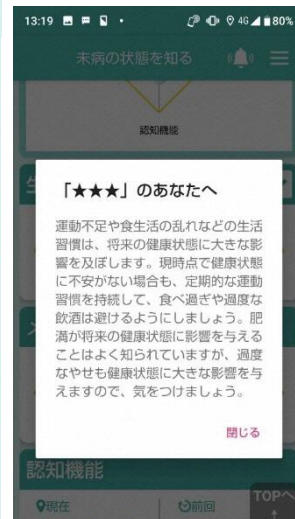 13:19
4G 80%
未病の状態を知る
認知機能
「★★★」のあなたへ
運動不足や食生活の乱れなどの生活
習慣は、将来の健康状態に大きな影
響を及ぼします。現時点で健康状態
に不安がない場合も、定期的な運動
習慣を持続して、食べ過ぎや過度な
飲酒は避けるようにしましょう。肥
満が将来の健康状態に影響を与える
ことはよく知られていますが、過度
なやせも健康状態に大きな影響を与
えますので、気をつけましょう。
閉じる
認知機能
現在 前回
TOPへ